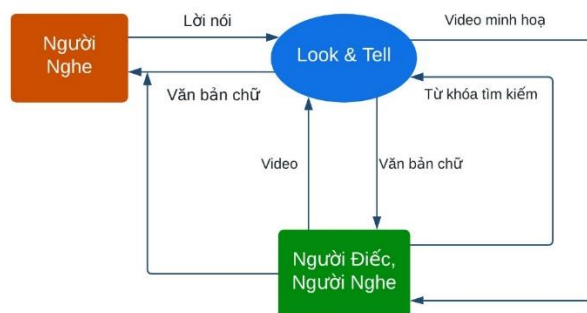 Lời nói
Video minh hoạ
Người
Nghe
Look & Tell
Văn bản chữ
Từ khóa tìm kiếm
Video
Văn bản chữ
Người Điếc,
Người Nghe